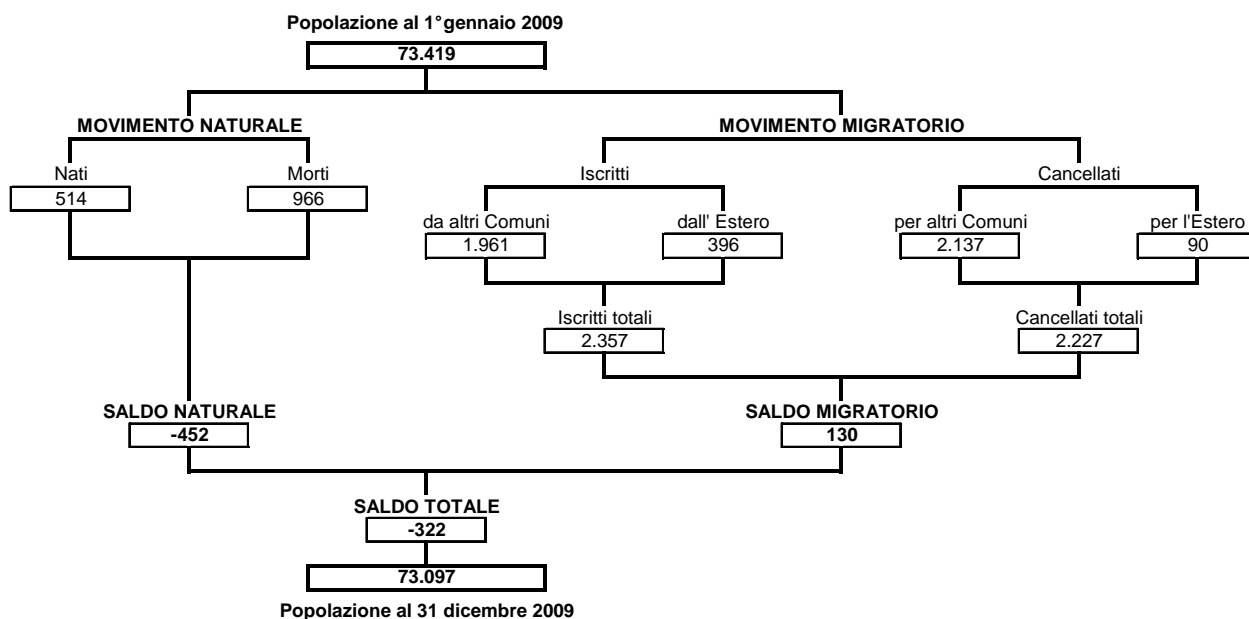 Popolazione al 1° gennaio 2009
73.419
MOVIMENTO NATURALE
MOVIMENTO MIGRATORIO
Nati
Morti
Iscritti
Cancellati
514
966
da altri Comuni
dall' Estero
per altri Comuni
per l'Estero
1.961
396
2.137
90
Iscritti totali
Cancellati totali
2.357
2.227
SALDO NATURALE
SALDO MIGRATORIO
-452
130
SALDO TOTALE
-322
73.097
Popolazione al 31 dicembre 2009